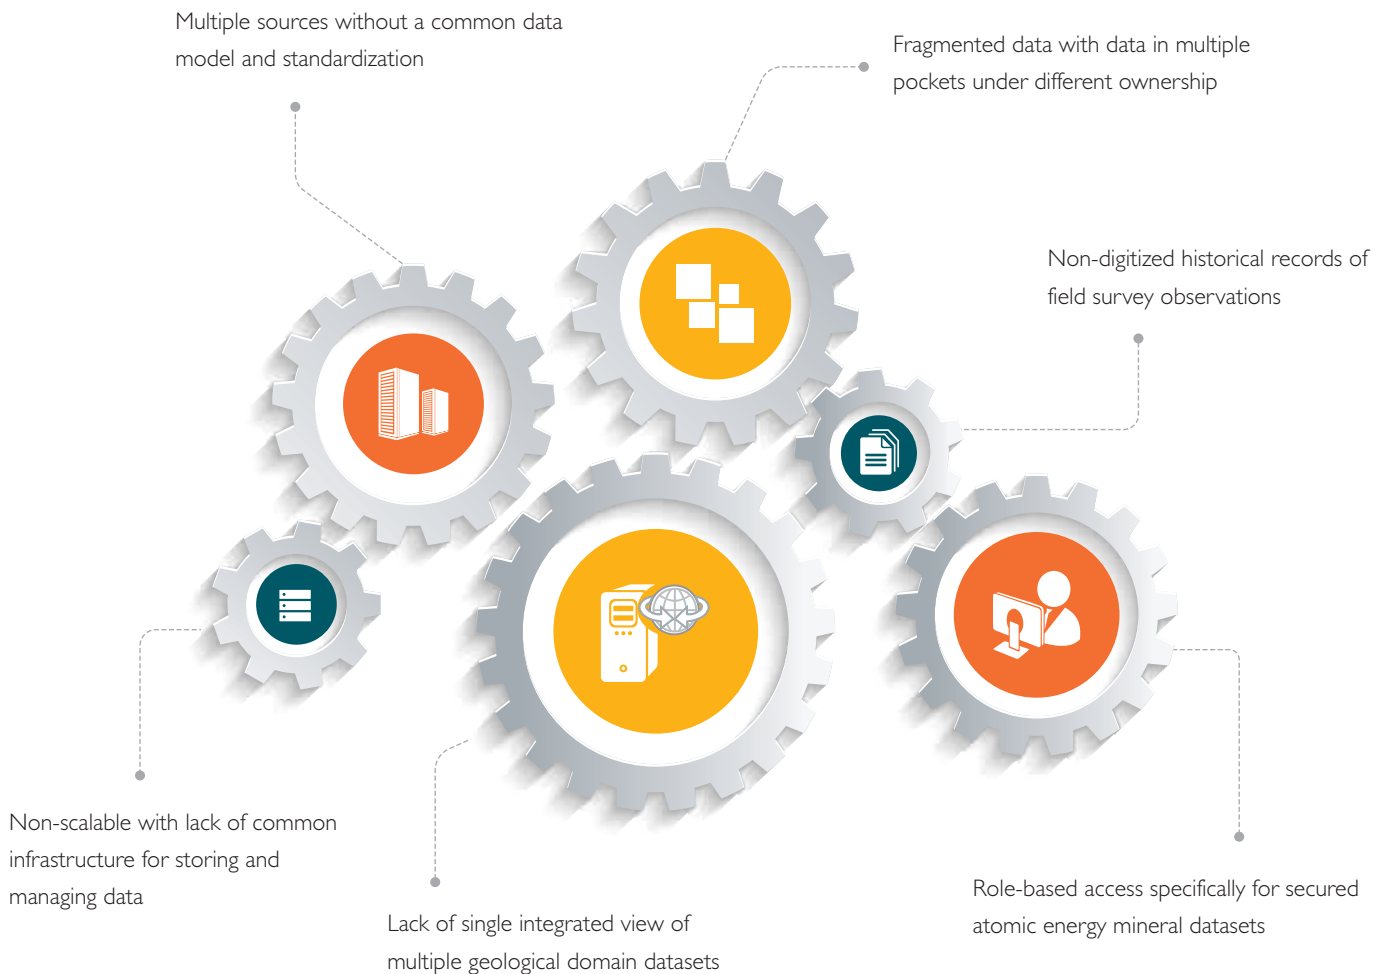 Multiple sources without a common data
model and standardization
Fragmented data with data in multiple
pockets under different ownership
Non-digitized historical records of
field survey observations
Non-scalable with lack of common
infrastructure for storing and
managing data
Lack of single integrated view of
multiple geological domain datasets
Role-based access specifically for secured
atomic energy mineral datasets